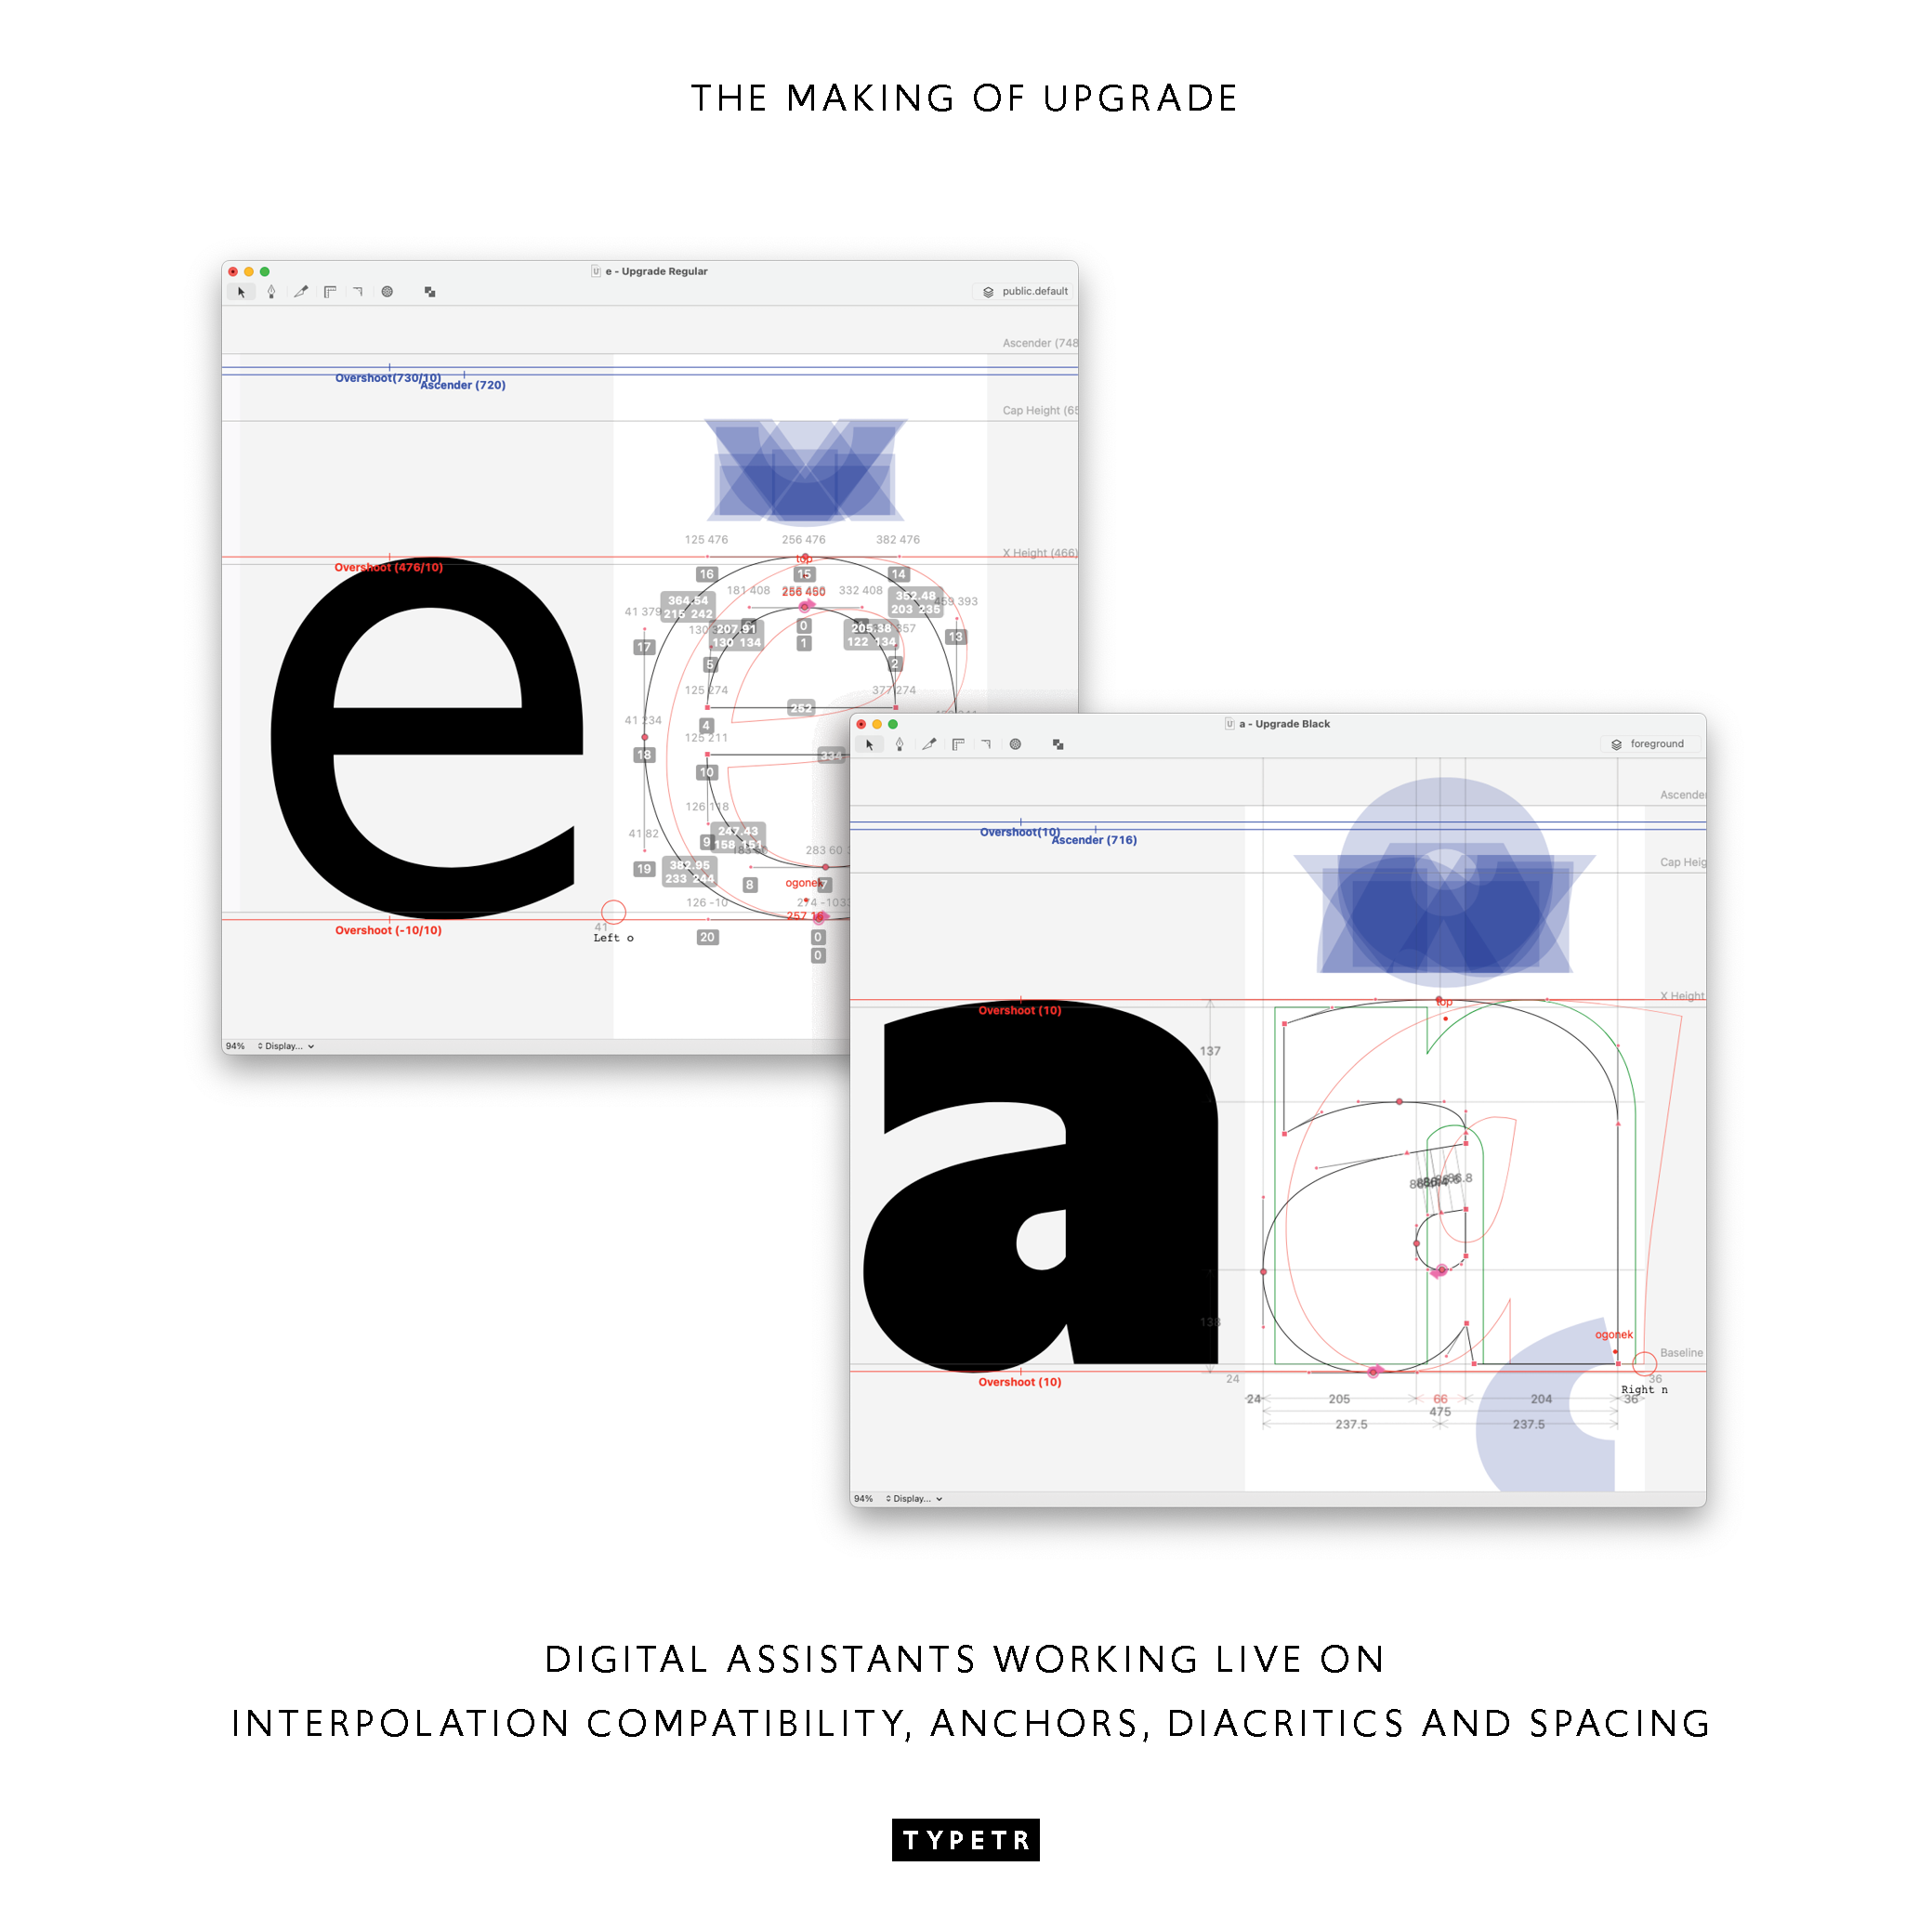 THE MAKING OF UPGRADE
e - Upgrade Regular
public.default
Ascender (748
Overshoot(730/10)
Ascender (720)
Cap Height (65
125 476
256 476
382 476
X Height (466)
top
Overshoot (476/10)
16
15
14
181 408
256 450
332 408
364.54
215 242
352.48
203 235
459 393
41 379
207.91
130 134
0
1
205.38
122 134
357
17
13
5
2
125 274
377 274
252
41 234
4
125 211
18
334
10
126 118
41 82
247.43
158 151
9
283 60
382.95
233 244
19
8
ogonek
7
126 -10
274 -10
41
Overshoot (-10/10)
Left o
20
0
0
94%
Display...
a - Upgrade Black
foreground
Ascende
Overshoot(10)
Ascender (716)
Cap Heig
X Height
top
Overshoot (10)
137
138
ogonek
Baseline
Overshoot (10)
24
36
Right n
24
205
66
204
36
475
237.5
237.5
94%
Display...
DIGITAL ASSISTANTS WORKING LIVE ON
INTERPOLATION COMPATIBILITY, ANCHORS, DIACRITICS AND SPACING
TYPETR